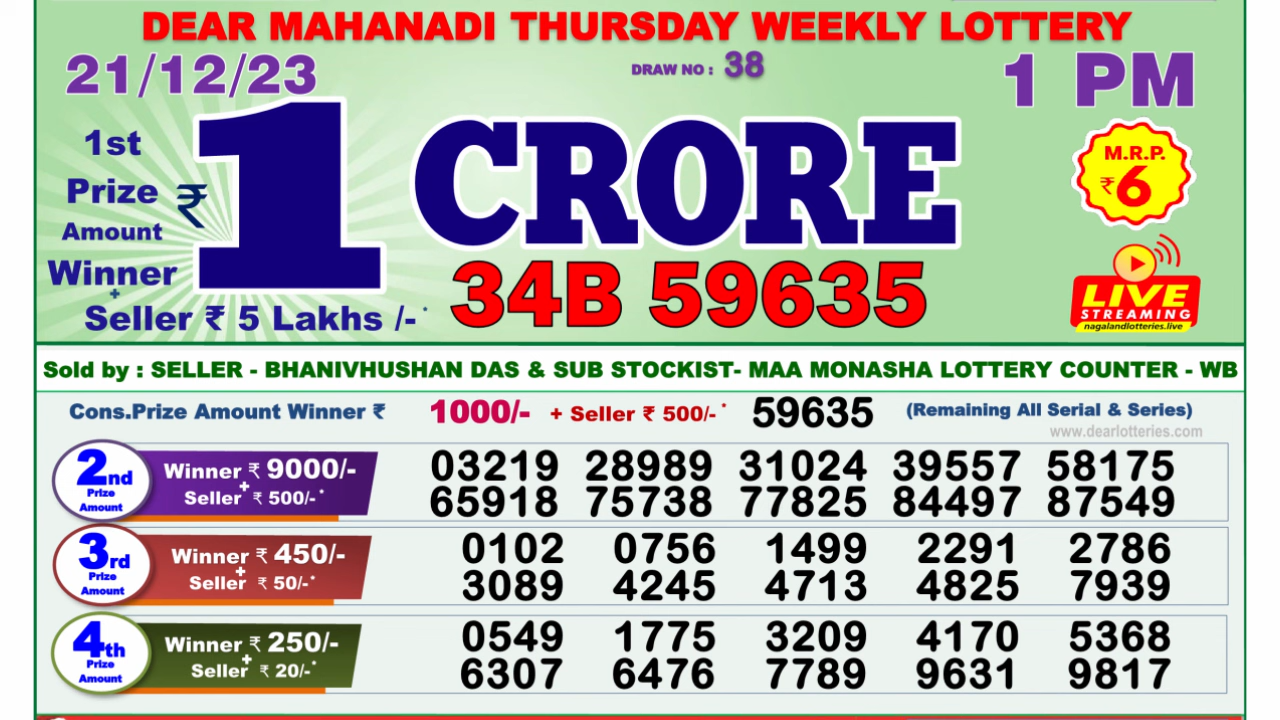 DEAR MAHANADI THURSDAY WEEKLY LOTTERY
21/12/23
DRAW NO : 38
1 PM
1st
Prize
Amount
Winner
+
Seller ₹ 5 Lakhs /-*
₹ 1 CRORE
34B 59635
M.R.P.
₹6
LIVE
STREAMING
nagalandlotteries.live
Sold by : SELLER - BHANIVHUSHAN DAS & SUB STOCKIST- MAA MONASHA LOTTERY COUNTER - WB
Cons.Prize Amount Winner ₹ 1000/- + Seller ₹ 500/-* 59635 (Remaining All Serial & Series)
www.dearlotteries.com
2nd
Prize
Amount
Winner ₹ 9000/-
+
Seller ₹ 500/-*
03219 28989 31024 39557 58175
65918 75738 77825 84497 87549
3rd
Prize
Amount
Winner ₹ 450/-
+
Seller ₹ 50/-*
0102 0756 1499 2291 2786
3089 4245 4713 4825 7939
4th
Prize
Amount
Winner ₹ 250/-
+
Seller ₹ 20/-*
0549 1775 3209 4170 5368
6307 6476 7789 9631 9817